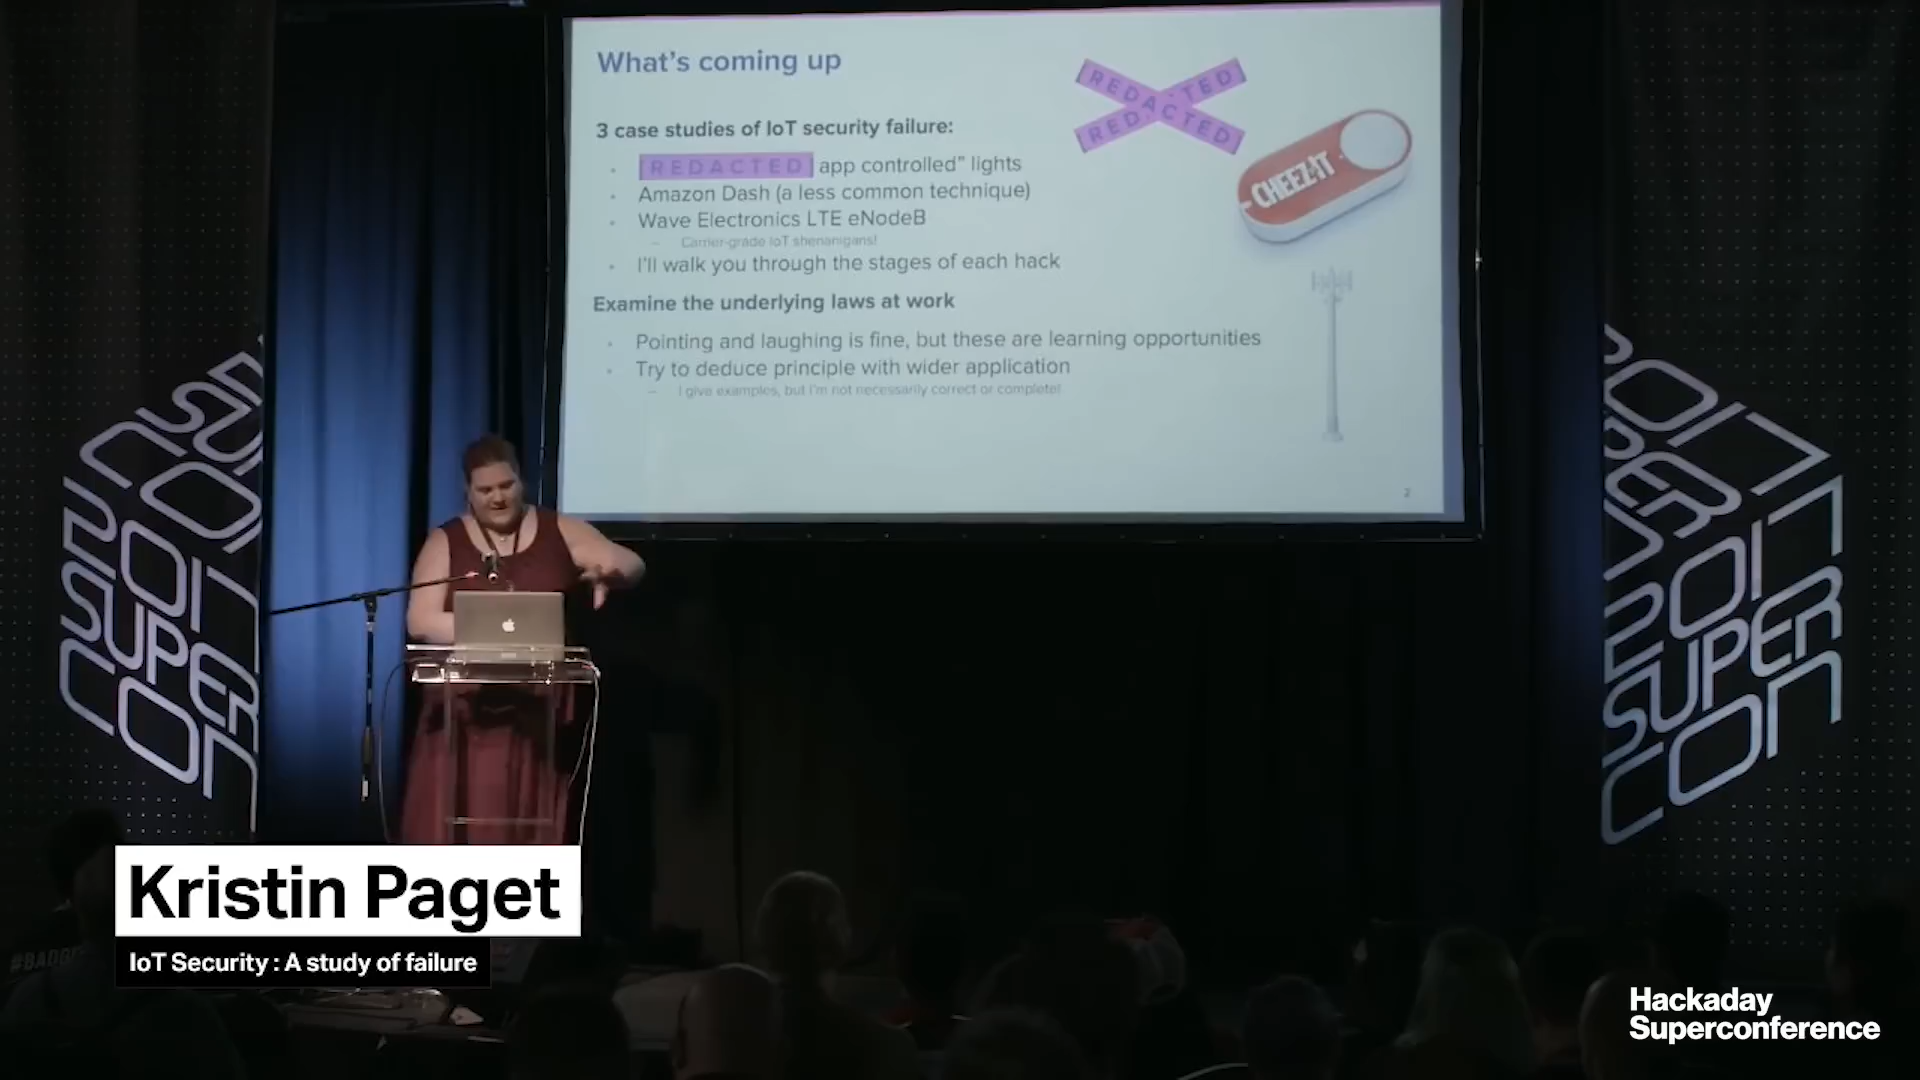 What's coming up
REDACTED
REDACTED
3 case studies of IoT security failure:
REDACTED app controlled" lights
Amazon Dash (a less common technique)
Wave Electronics LTE eNodeB
– Carrier-grade IoT shenanigans!
I'll walk you through the stages of each hack
CHEEZ-IT
Examine the underlying laws at work
Pointing and laughing is fine, but these are learning opportunities
Try to deduce principle with wider application
– I give examples, but I'm not necessarily correct or complete!
2
SUPER
CON
SUPER
CON
Kristin Paget
IoT Security : A study of failure
#BADGE
Hackaday
Superconference